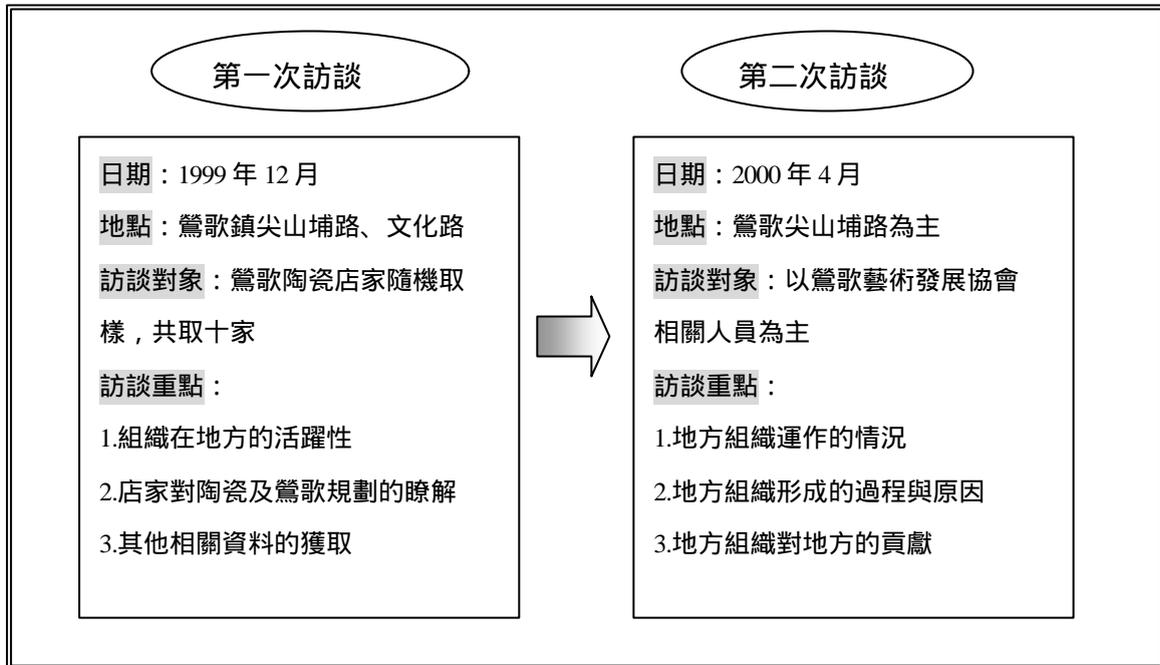 第一次訪談
日期：1999 年 12 月
地點：鶯歌鎮尖山埔路、文化路
訪談對象：鶯歌陶瓷店家隨機取
樣，共取十家
訪談重點：
1.組織在地方的活躍性
2.店家對陶瓷及鶯歌規劃的瞭解
3.其他相關資料的獲取
第二次訪談
日期：2000 年 4 月
地點：鶯歌尖山埔路為主
訪談對象：以鶯歌藝術發展協會
相關人員為主
訪談重點：
1.地方組織運作的情況
2.地方組織形成的過程與原因
3.地方組織對地方的貢獻